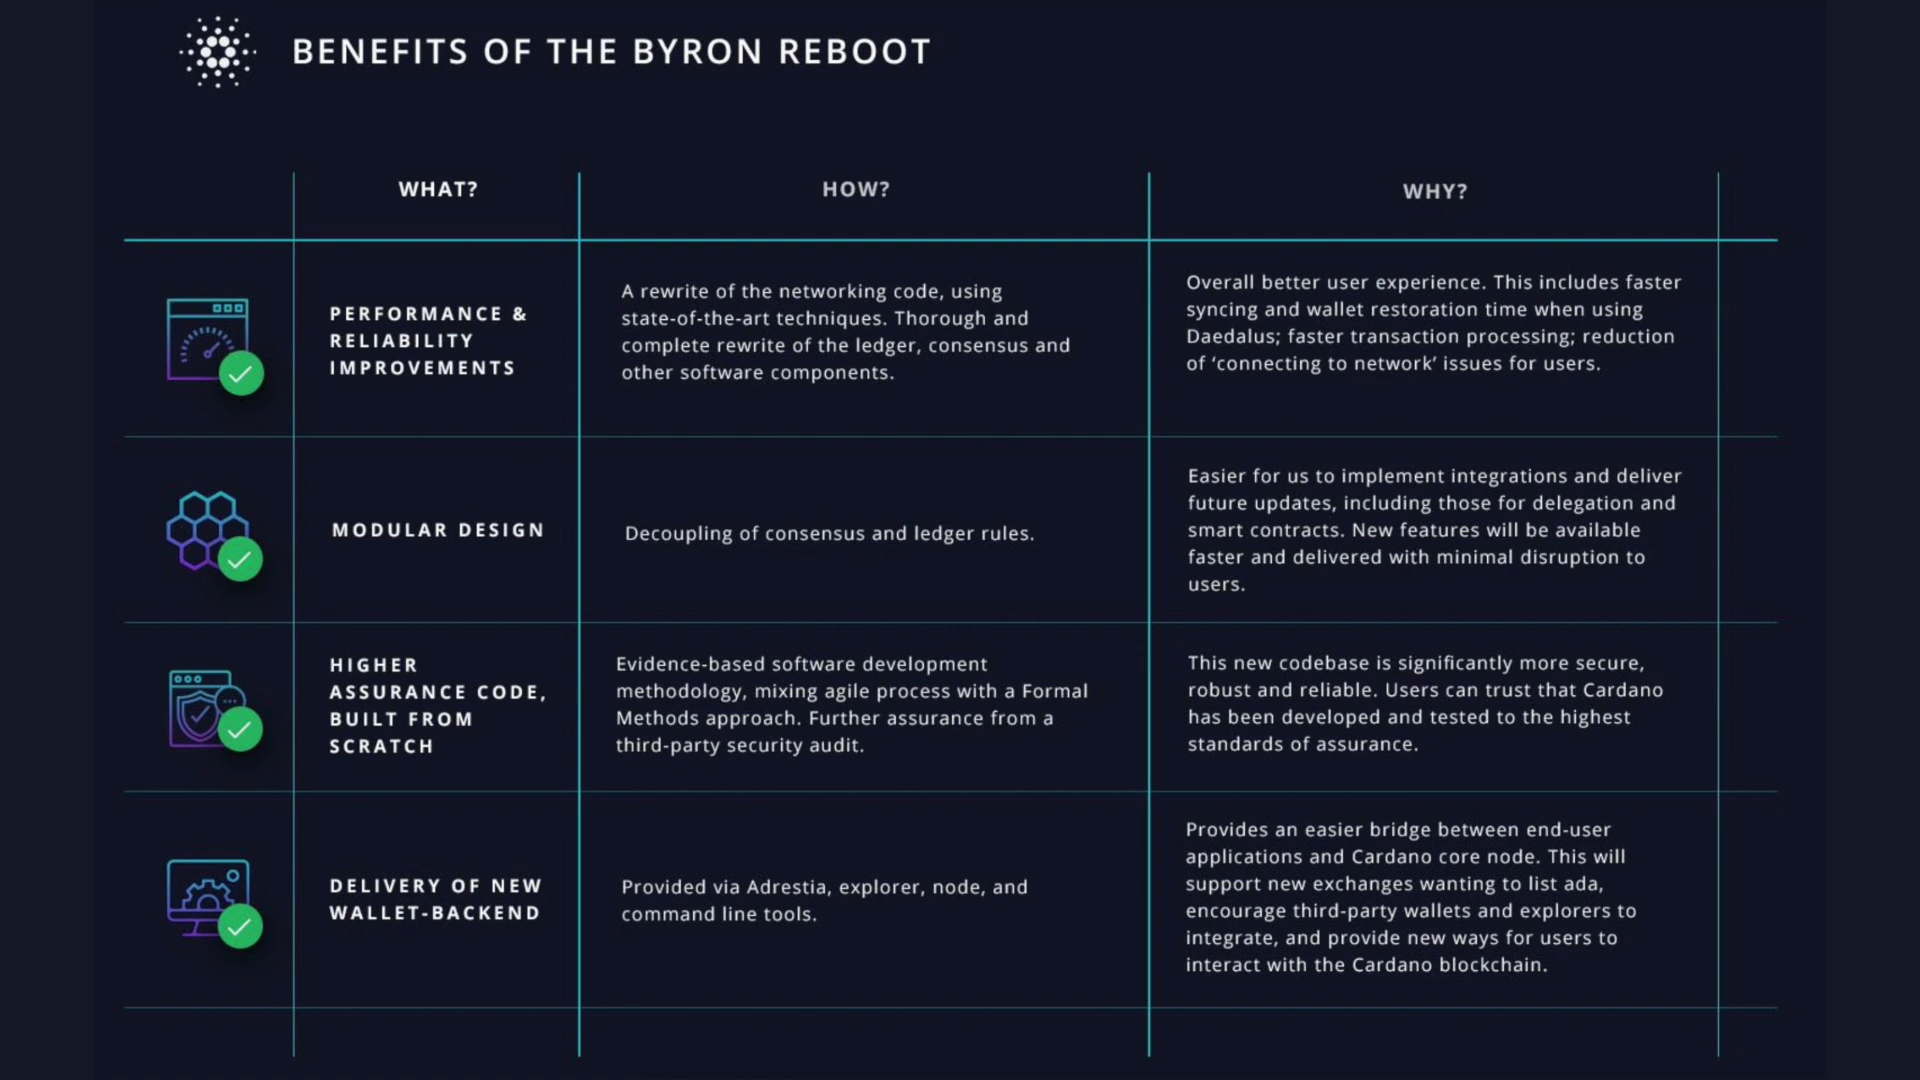 BENEFITS OF THE BYRON REBOOT
WHAT?
HOW?
WHY?
PERFORMANCE &
RELIABILITY
IMPROVEMENTS
A rewrite of the networking code, using
state-of-the-art techniques. Thorough and
complete rewrite of the ledger, consensus and
other software components.
Overall better user experience. This includes faster
syncing and wallet restoration time when using
Daedalus; faster transaction processing; reduction
of ‘connecting to network’ issues for users.
MODULAR DESIGN
Decoupling of consensus and ledger rules.
Easier for us to implement integrations and deliver
future updates, including those for delegation and
smart contracts. New features will be available
faster and delivered with minimal disruption to
users.
HIGHER
ASSURANCE CODE,
BUILT FROM
SCRATCH
Evidence-based software development
methodology, mixing agile process with a Formal
Methods approach. Further assurance from a
third-party security audit.
This new codebase is significantly more secure,
robust and reliable. Users can trust that Cardano
has been developed and tested to the highest
standards of assurance.
DELIVERY OF NEW
WALLET-BACKEND
Provided via Adrestia, explorer, node, and
command line tools.
Provides an easier bridge between end-user
applications and Cardano core node. This will
support new exchanges wanting to list ada,
encourage third-party wallets and explorers to
integrate, and provide new ways for users to
interact with the Cardano blockchain.